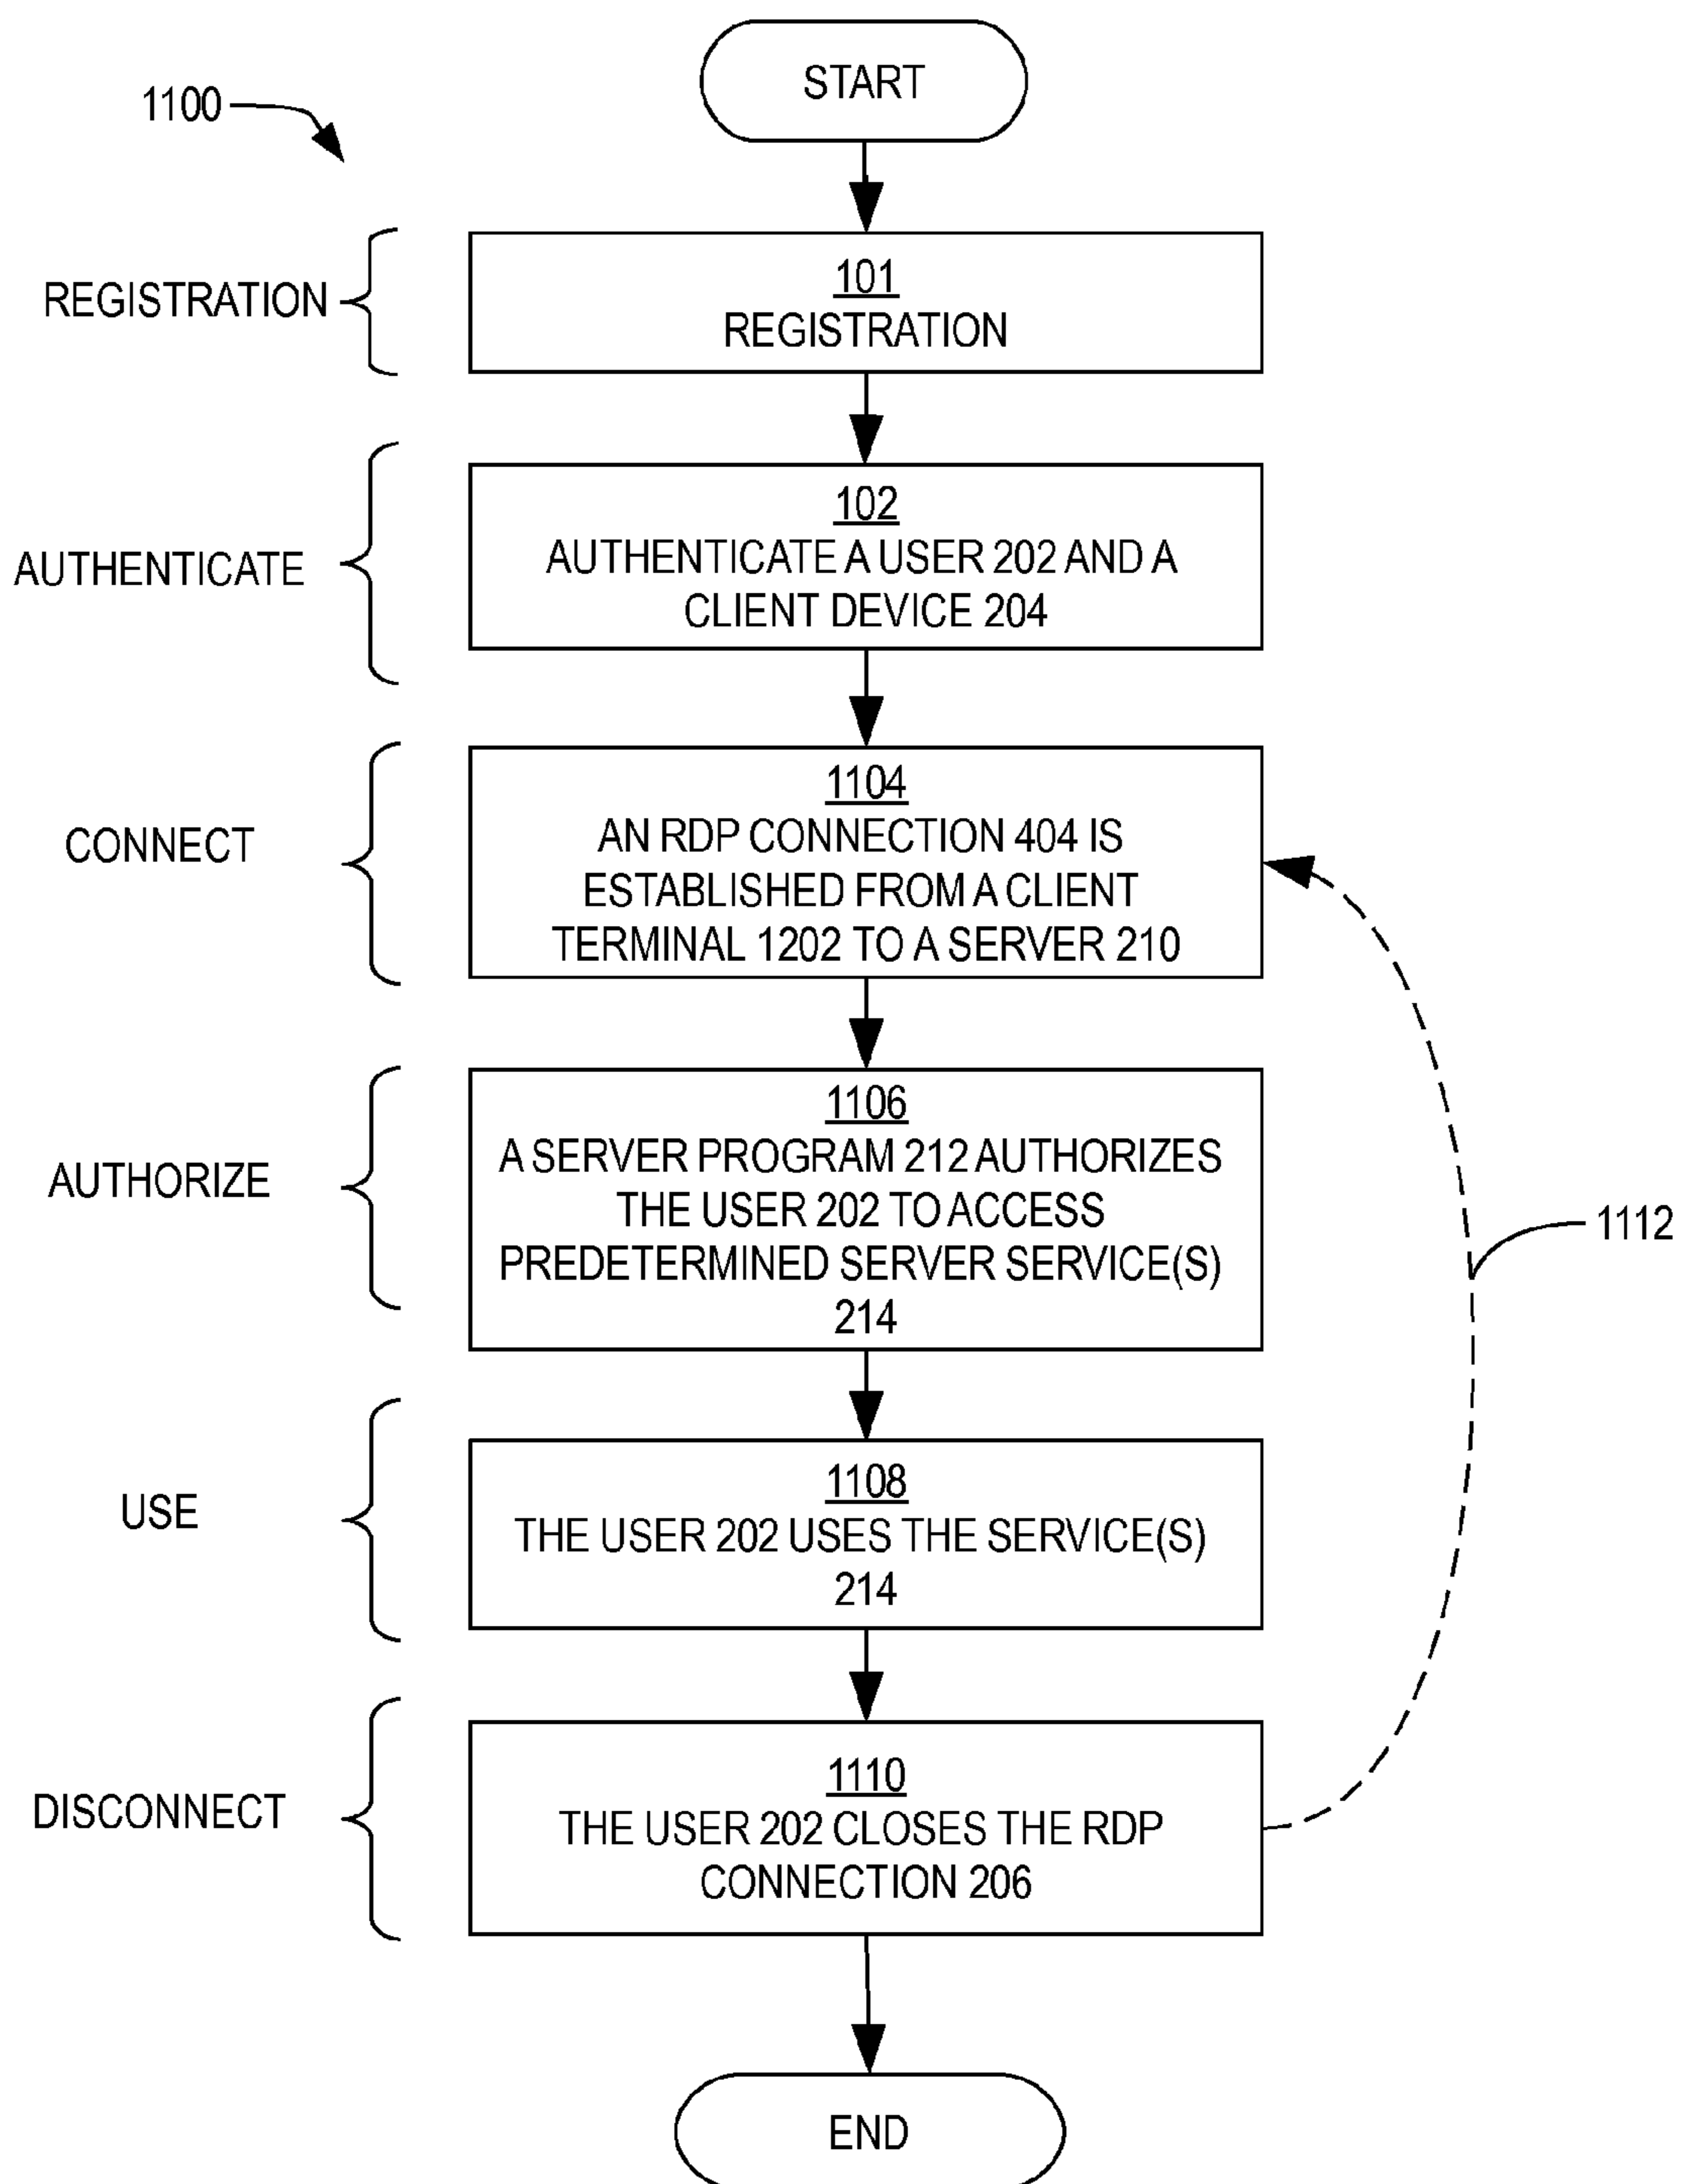 START
1100
REGISTRATION
101
REGISTRATION
AUTHENTICATE
102
AUTHENTICATE A USER 202 AND A
CLIENT DEVICE 204
CONNECT
1104
AN RDP CONNECTION 404 IS
ESTABLISHED FROM A CLIENT
TERMINAL 1202 TO A SERVER 210
AUTHORIZE
1106
A SERVER PROGRAM 212 AUTHORIZES
THE USER 202 TO ACCESS
PREDETERMINED SERVER SERVICE(S)
214
1112
USE
1108
THE USER 202 USES THE SERVICE(S)
214
DISCONNECT
1110
THE USER 202 CLOSES THE RDP
CONNECTION 206
END